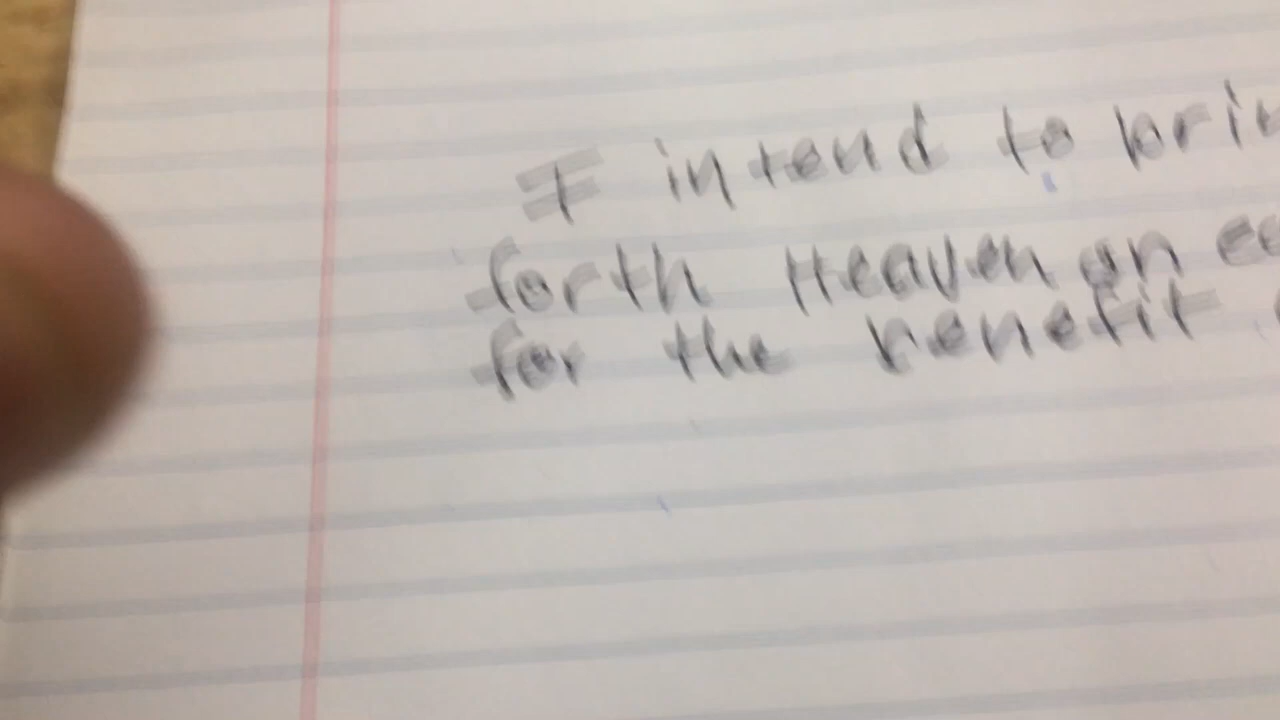 I intend to
forth Heaven on
for the benefit